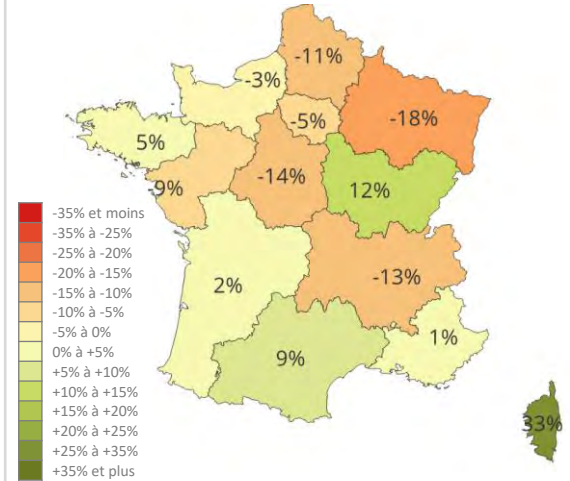 -11%
-3%
-5%
-18%
5%
-9%
-14%
12%
2%
-13%
1%
9%
33%
-35% et moins
-35% à -25%
-25% à -20%
-20% à -15%
-15% à -10%
-10% à -5%
-5% à 0%
0% à +5%
+5% à +10%
+10% à +15%
+15% à +20%
+20% à +25%
+25% à +35%
+35% et plus